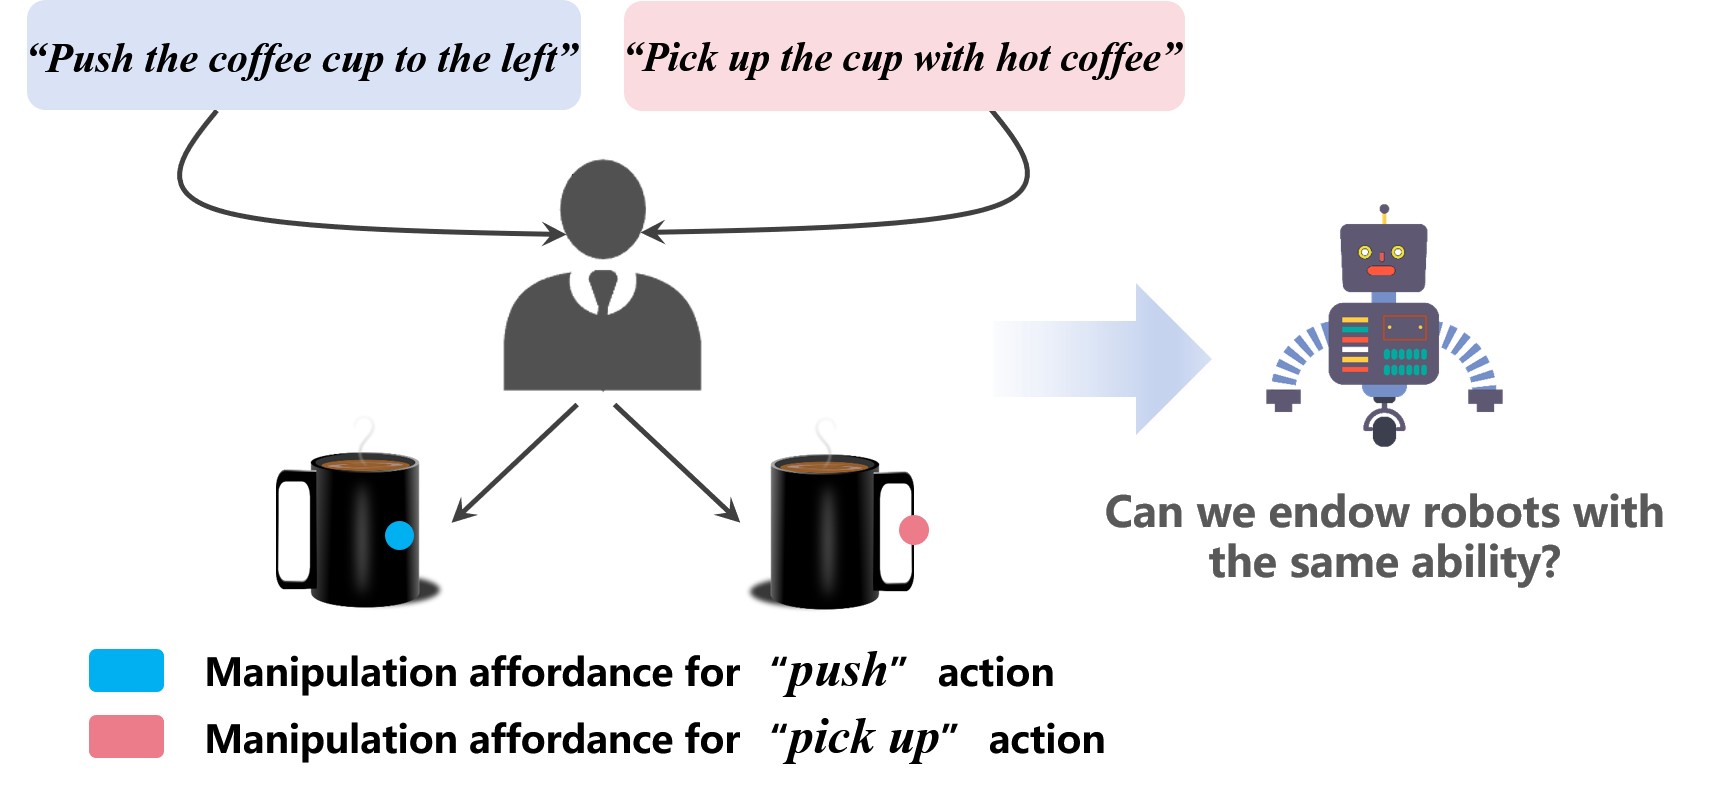 “Push the coffee cup to the left”
“Pick up the cup with hot coffee”
Can we endow robots with
the same ability?
Manipulation affordance for “push” action
Manipulation affordance for “pick up” action